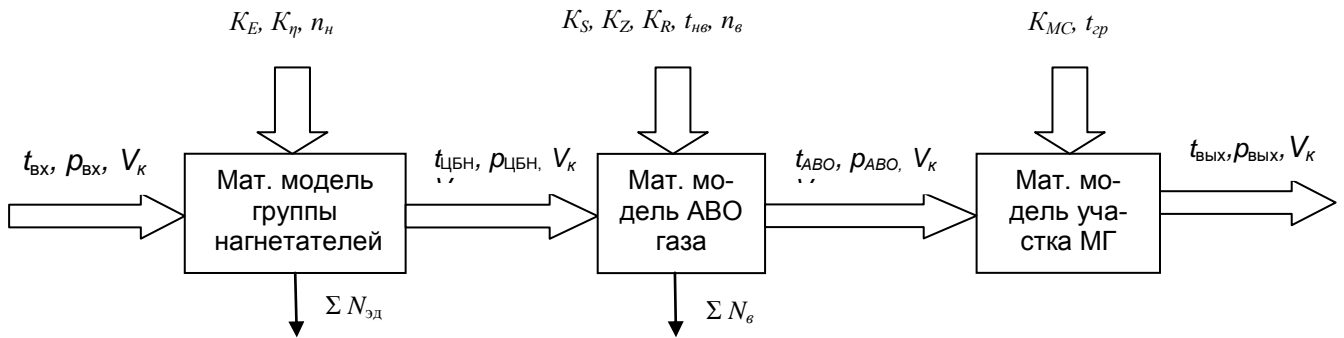 K_E, K_η, n_н
K_S, K_Z, K_R, t_нв, n_в
K_МС, t_гр
t_вх, p_вх, V_к
t_ЦБН, p_ЦБН, V_к
t_АВО, p_АВО, V_к
t_вых,p_вых, V_к
Мат. модель
группы
нагнетателей
Мат. мо-
дель АВО
газа
Мат. мо-
дель уча-
стка МГ
Σ N_эд
Σ N_в